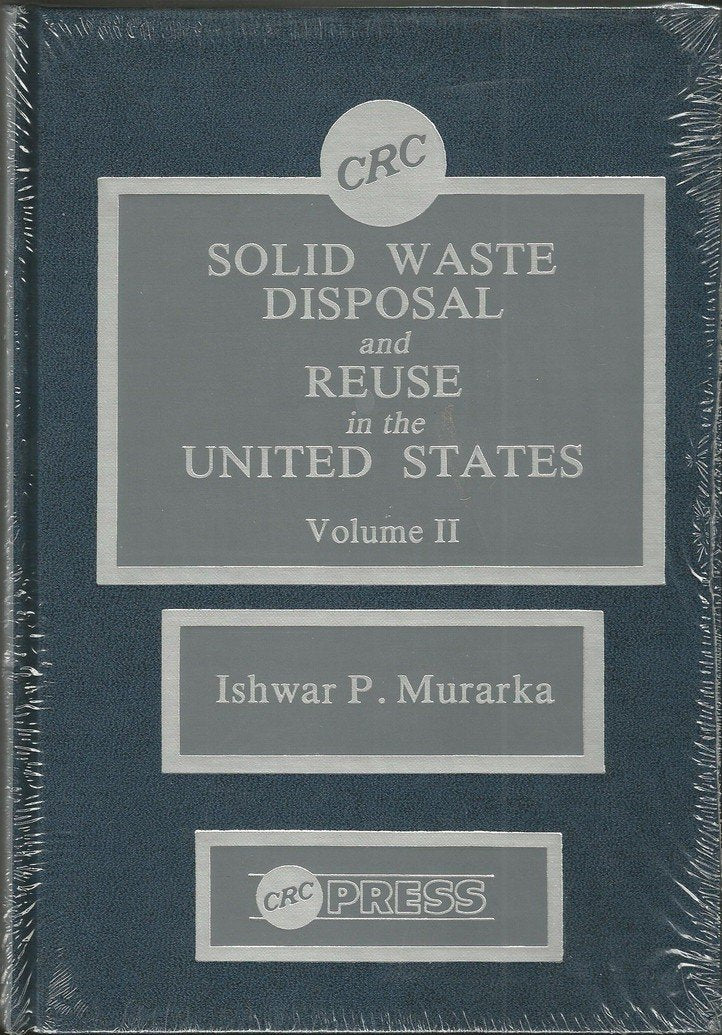 CRC
SOLID WASTE
DISPOSAL
and
REUSE
in the
UNITED STATES
Volume II
Ishwar P. Murarka
CRC PRESS